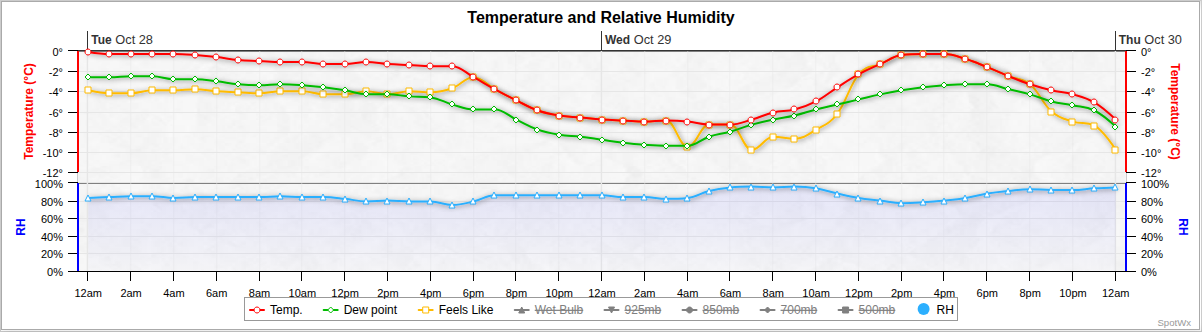 Temperature and Relative Humidity
Tue Oct 28 Wed Oct 29 Thu Oct 30
0° 0°
-2° -2°
-4° -4°
-6° -6°
-8° -8°
-10° -10°
-12° -12°
Temperature (°C) Temperature (°C)
100% 100%
80% 80%
60% 60%
40% 40%
20% 20%
0% 0%
RH RH
12am 2am 4am 6am 8am 10am 12pm 2pm 4pm 6pm 8pm 10pm 12am 2am 4am 6am 8am 10am 12pm 2pm 4pm 6pm 8pm 10pm 12am
Temp. Dew point Feels Like Wet Bulb 925mb 850mb 700mb 500mb RH
SpotWx